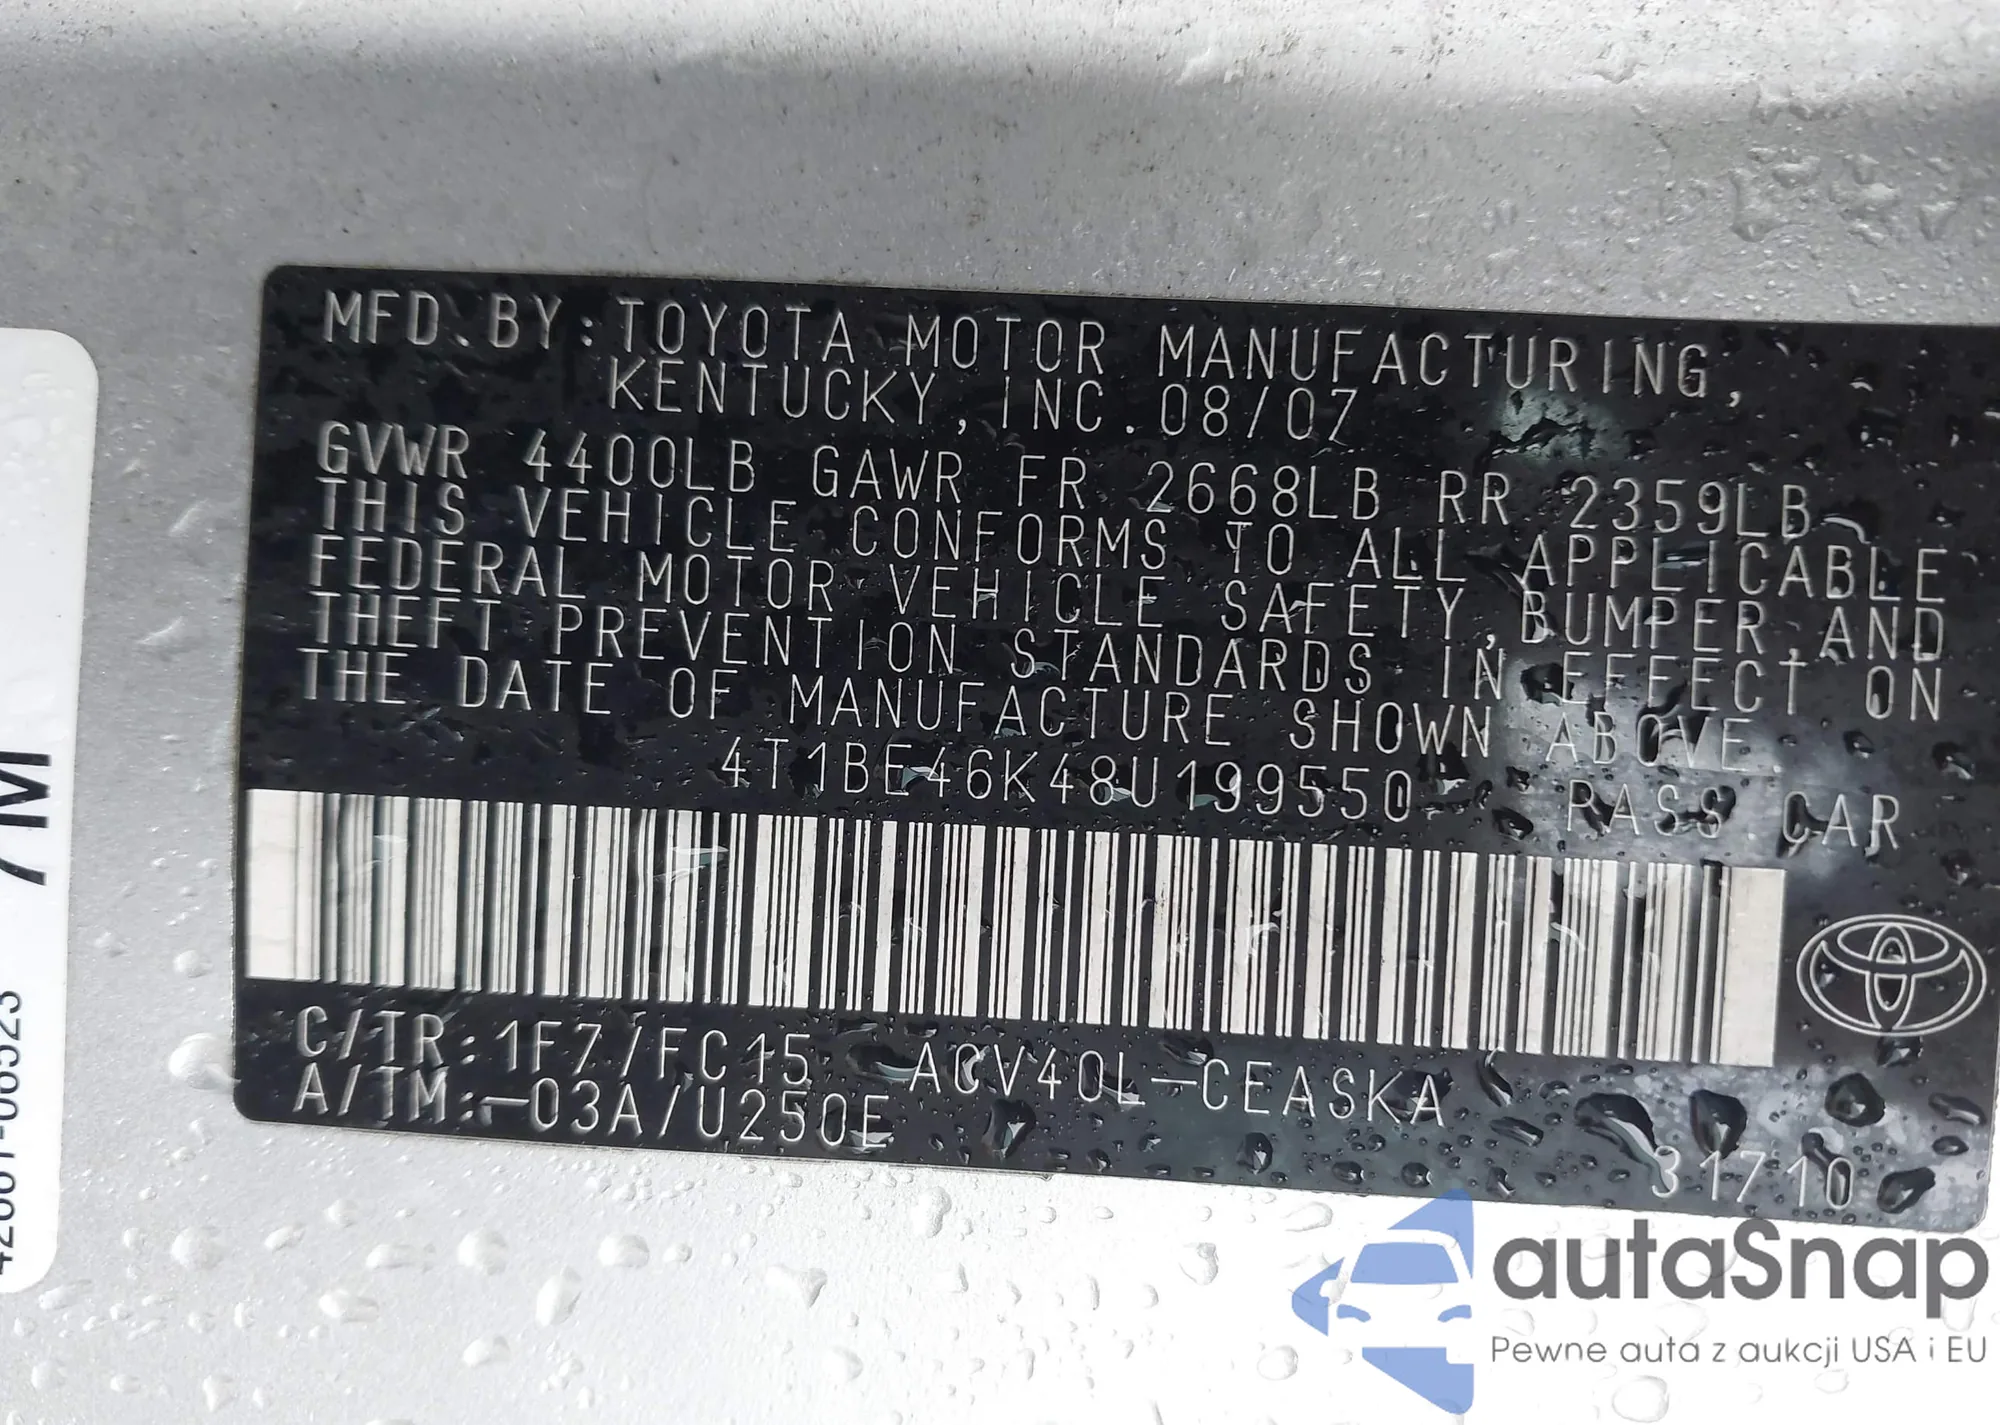 MFD.BY:TOYOTA MOTOR MANUFACTURING,
KENTUCKY,INC.08/07
GVWR 4400LB GAWR FR 2668LB RR 2359LB
THIS VEHICLE CONFORMS TO ALL APPLICABLE
FEDERAL MOTOR VEHICLE SAFETY,BUMPER,AND
THEFT PREVENTION STANDARDS IN EFFECT ON
THE DATE OF MANUFACTURE SHOWN ABOVE.
4T1BE46K48U199550 PASS CAR
C/TR:1F7/FC15 ACV40L-CEASKA
A/TM:-03A/U250E
31710
autaSnap
Pewne auta z aukcji USA i EU